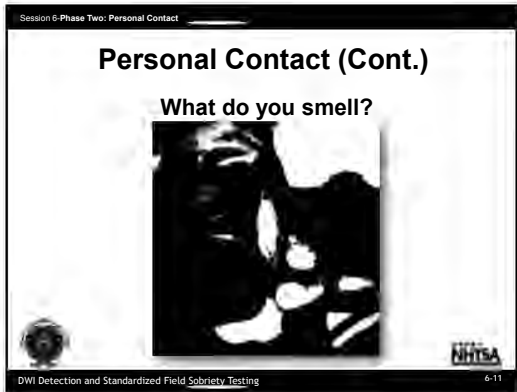 Session 6-Phase Two: Personal Contact
Personal Contact (Cont.)
What do you smell?
NHTSA
DWI Detection and Standardized Field Sobriety Testing
6-11